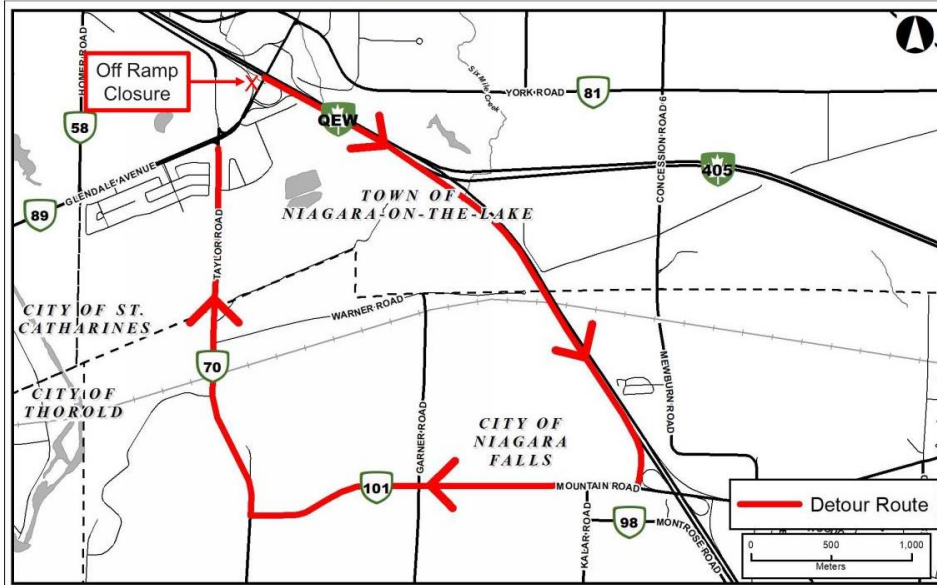 Off Ramp
Closure
HOMER ROAD
58
QEW
Six Mile Creek
YORK ROAD
81
CONCESSION ROAD 6
405
GLENDALE AVENUE
89
TOWN OF
NIAGARA-ON-THE-LAKE
TAYLOR ROAD
CITY OF ST.
CATHARINES
WARNER ROAD
70
CITY OF
THOROLD
MEWBURN ROAD
GARNER ROAD
CITY OF
NIAGARA
FALLS
101
MOUNTAIN ROAD
KALAR ROAD
98
MONTROSE ROAD
Detour Route
0 500 1,000
Meters